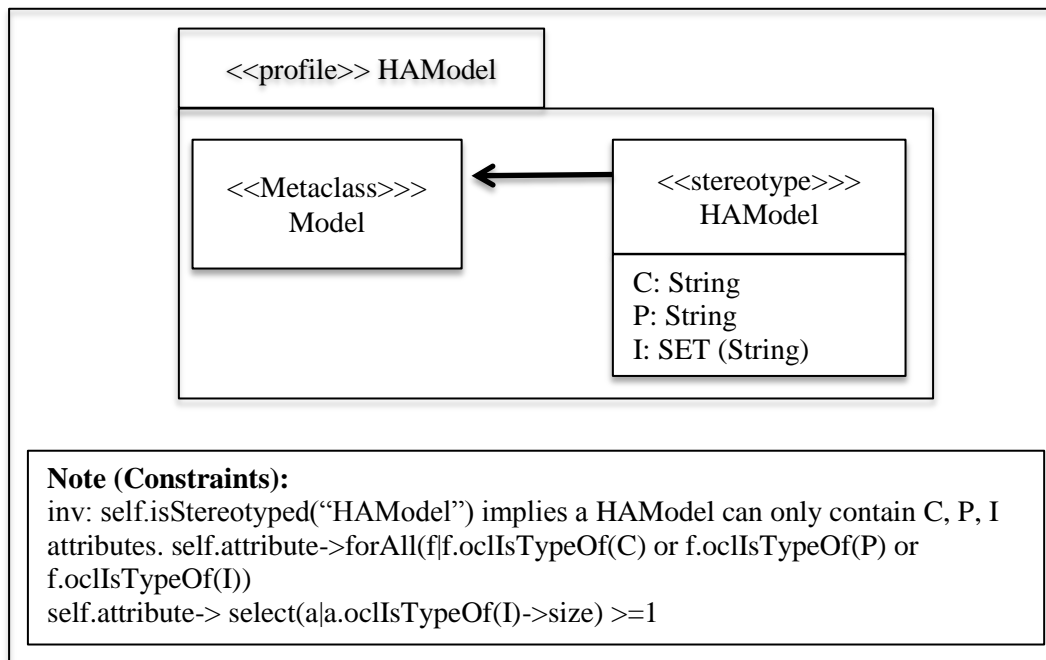 <<profile>> HAModel
<<Metaclass>>>
Model
<<stereotype>>>
HAModel
C: String
P: String
I: SET (String)
Note (Constraints):
inv: self.isStereotyped(“HAModel”) implies a HAModel can only contain C, P, I
attributes. self.attribute->forAll(f|f.oclIsTypeOf(C) or f.oclIsTypeOf(P) or
f.oclIsTypeOf(I))
self.attribute-> select(a|a.oclIsTypeOf(I)->size) >=1